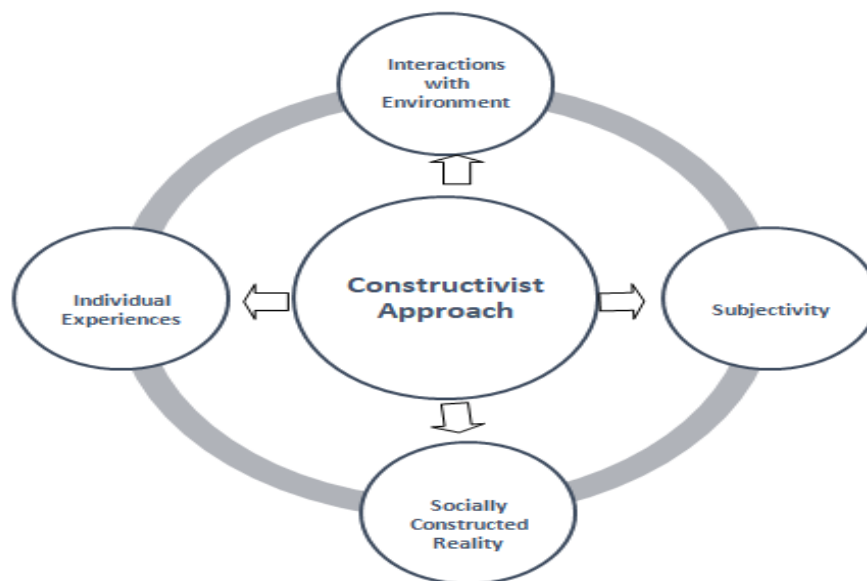 Interactions
with
Environment
Constructivist
Approach
Individual
Experiences
Subjectivity
Socially
Constructed
Reality